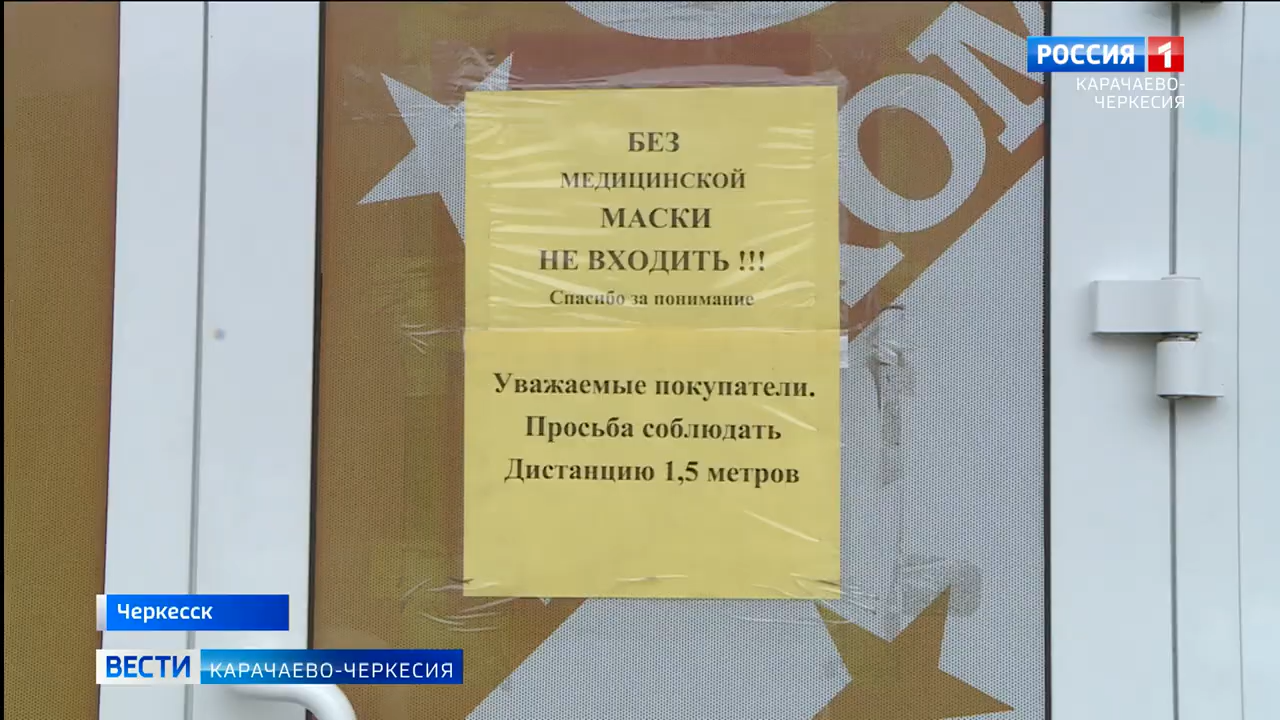 РОССИЯ 1
КАРАЧАЕВО-
ЧЕРКЕСИЯ
БЕЗ
МЕДИЦИНСКОЙ
МАСКИ
НЕ ВХОДИТЬ !!!
Спасибо за понимание
Уважаемые покупатели.
Просьба соблюдать
Дистанцию 1,5 метров
Черкесск
ВЕСТИ КАРАЧАЕВО-ЧЕРКЕСИЯ